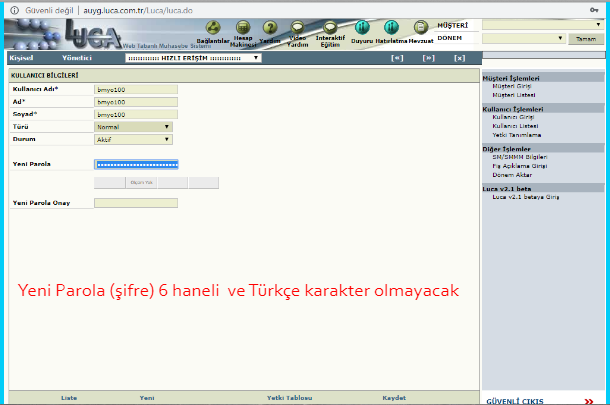 Güvenli değil | auyg.luca.com.tr/Luca/luca.do
LUCA
Web Tabanlı Muhasebe Sistemi
Bağlantılar
Hesap Makinesi
Yardım
Video Yardım
İnteraktif Eğitim
Duyuru
Hatırlatma
Mevzuat
MÜŞTERİ
DÖNEM
Tamam
Kişisel
Yönetici
HIZLI ERİŞİM
[«]
[»]
[x]
KULLANICI BİLGİLERİ
Kullanıcı Adı* bmyo100
Ad* bmyo100
Soyad* bmyo100
Türü Normal
Durum Aktif
Yeni Parola
Yeni Parola Onay
Yeni Parola (şifre) 6 haneli ve Türkçe karakter olmayacak
Müşteri İşlemleri
Müşteri Girişi
Müşteri Listesi
Kullanıcı İşlemleri
Kullanıcı Girişi
Kullanıcı Listesi
Yetki Tanımlama
Diğer İşlemler
SM/SMMM Bilgileri
Fiş Açıklama Girişi
Dönem Aktar
Luca v2.1 beta
Luca v2.1 betaya Giriş
Liste
Yeni
Yetki Tablosu
Kaydet
GÜVENLİ ÇIKIŞ